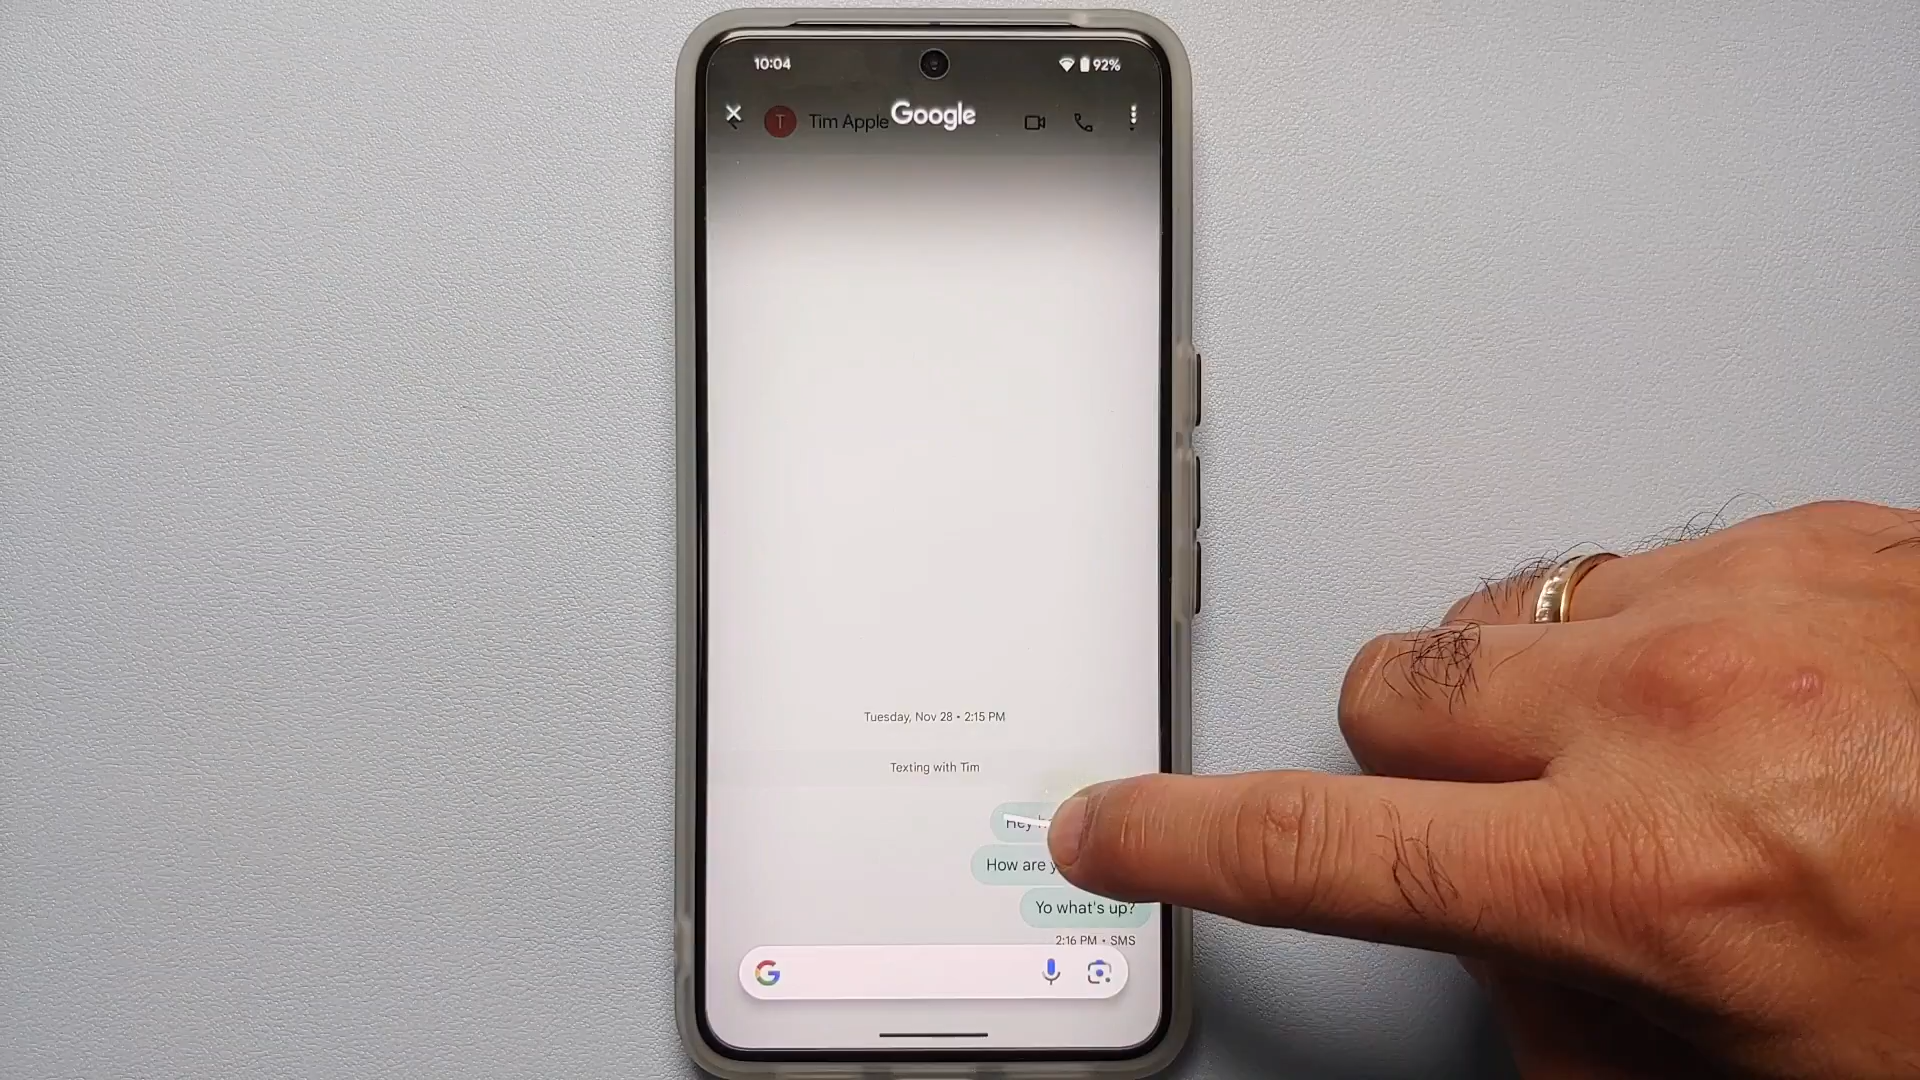 10:04
92%
T Tim Apple
Google
Tuesday, Nov 28 • 2:15 PM
Texting with Tim
Hey
How are
Yo what's up?
2:16 PM • SMS
G